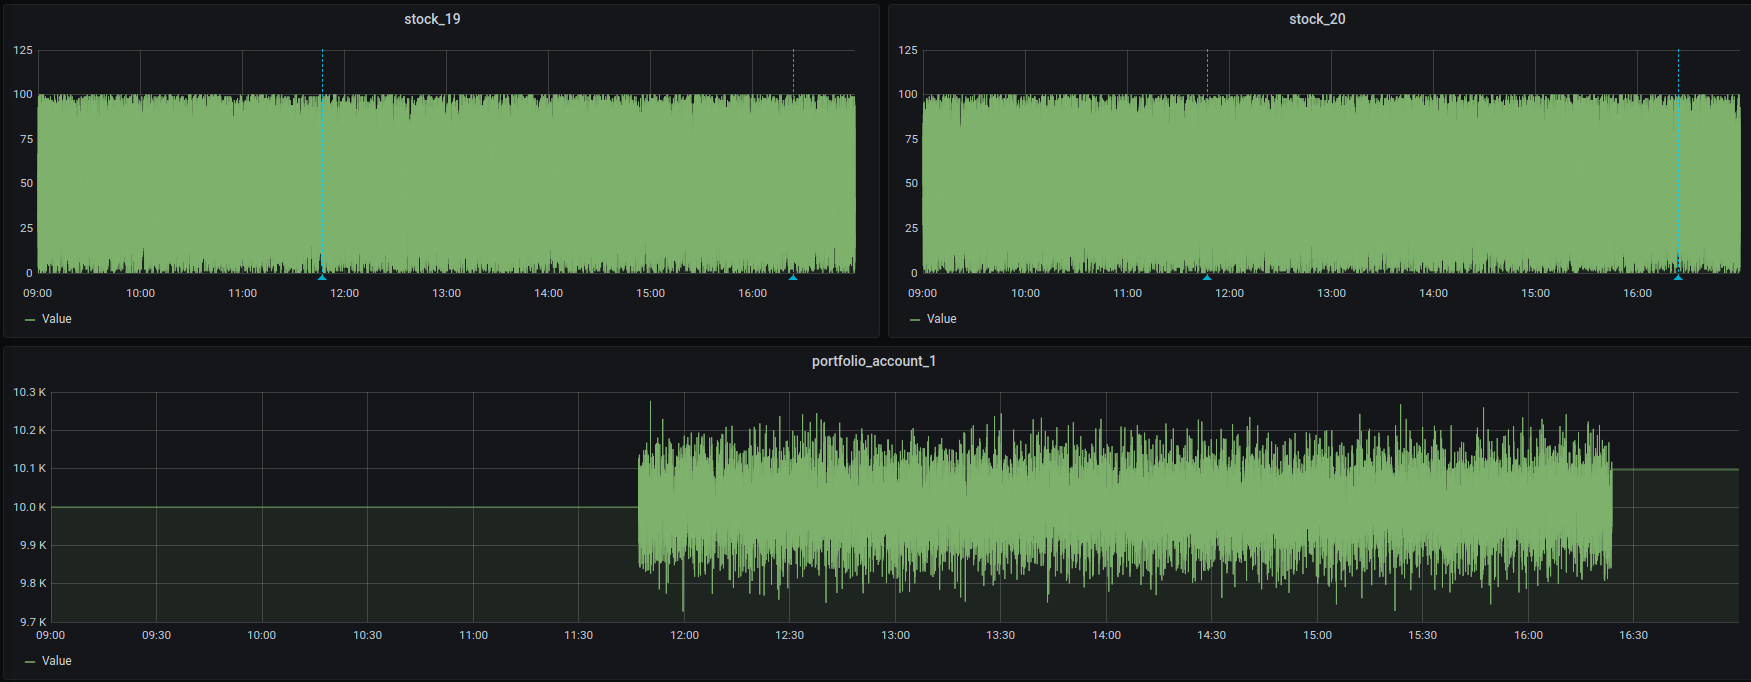 stock_19
125
100
75
50
25
0
09:00 10:00 11:00 12:00 13:00 14:00 15:00 16:00
Value
stock_20
125
100
75
50
25
0
09:00 10:00 11:00 12:00 13:00 14:00 15:00 16:00
Value
portfolio_account_1
10.3 K
10.2 K
10.1 K
10.0 K
9.9 K
9.8 K
9.7 K
09:00 09:30 10:00 10:30 11:00 11:30 12:00 12:30 13:00 13:30 14:00 14:30 15:00 15:30 16:00 16:30
Value